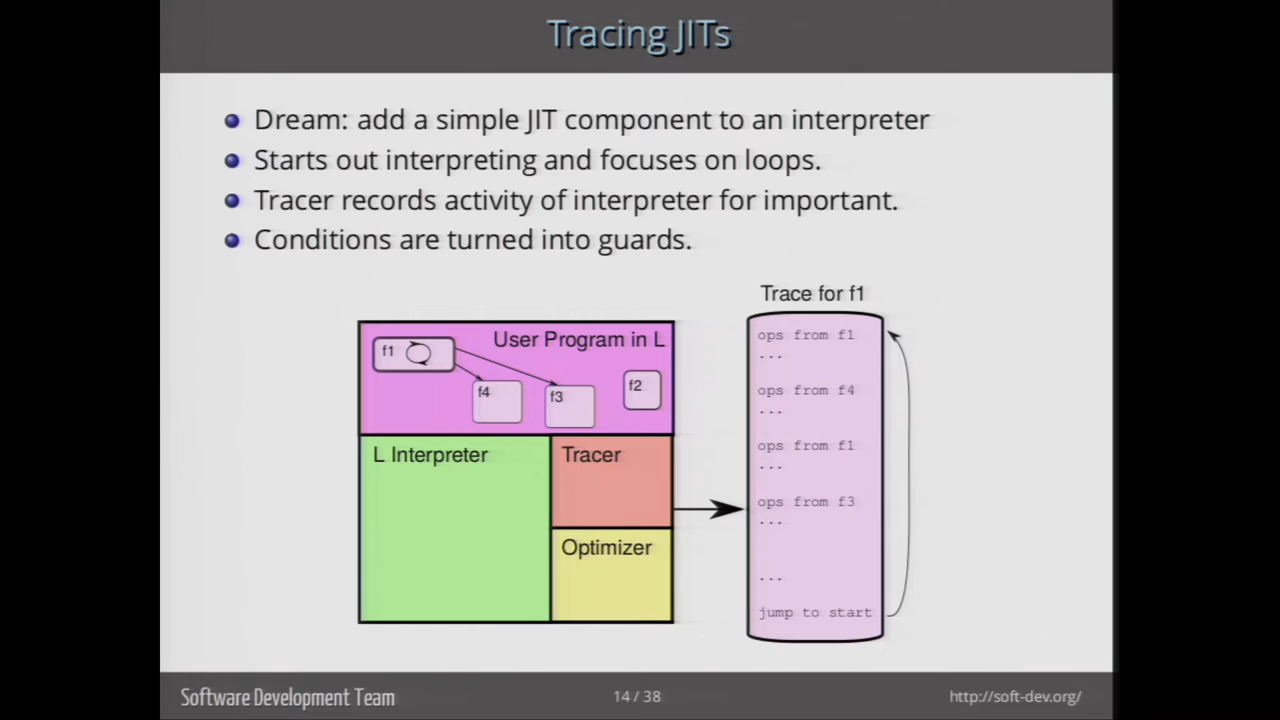 Tracing JITs
Dream: add a simple JIT component to an interpreter
Starts out interpreting and focuses on loops.
Tracer records activity of interpreter for important.
Conditions are turned into guards.
User Program in L
f1
f4
f3
f2
L Interpreter
Tracer
Optimizer
Trace for f1
ops from f1
...
ops from f4
...
ops from f1
...
ops from f3
...
...
jump to start
Software Development Team
14 / 38
http://soft-dev.org/